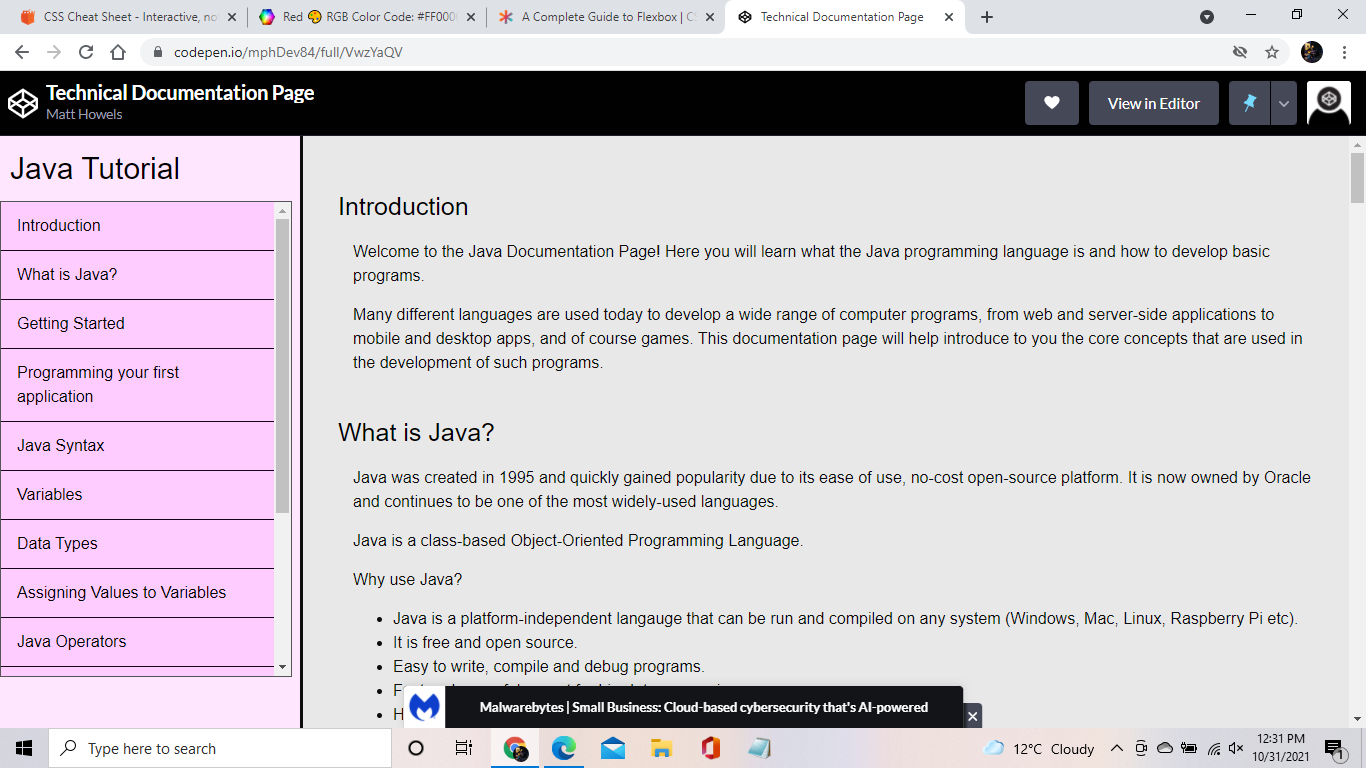 CSS Cheat Sheet - Interactive, no
Red RGB Color Code: #FF000
A Complete Guide to Flexbox | CS
Technical Documentation Page
codepen.io/mphDev84/full/VwzYaQV
Technical Documentation Page
Matt Howels
View in Editor
Java Tutorial
Introduction
What is Java?
Getting Started
Programming your first
application
Java Syntax
Variables
Data Types
Assigning Values to Variables
Java Operators
Introduction
Welcome to the Java Documentation Page! Here you will learn what the Java programming language is and how to develop basic
programs.
Many different languages are used today to develop a wide range of computer programs, from web and server-side applications to
mobile and desktop apps, and of course games. This documentation page will help introduce to you the core concepts that are used in
the development of such programs.
What is Java?
Java was created in 1995 and quickly gained popularity due to its ease of use, no-cost open-source platform. It is now owned by Oracle
and continues to be one of the most widely-used languages.
Java is a class-based Object-Oriented Programming Language.
Why use Java?
• Java is a platform-independent langauge that can be run and compiled on any system (Windows, Mac, Linux, Raspberry Pi etc).
• It is free and open source.
• Easy to write, compile and debug programs.
Malwarebytes | Small Business: Cloud-based cybersecurity that's AI-powered
Type here to search
12°C Cloudy
12:31 PM
10/31/2021
1